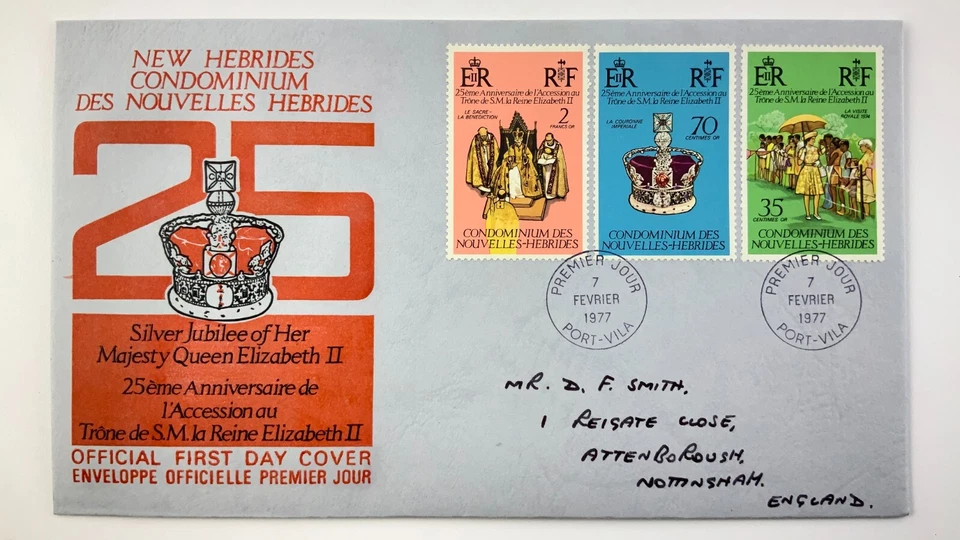 NEW HEBRIDES
CONDOMINIUM
DES NOUVELLES HEBRIDES
25
Silver Jubilee of Her
Majesty Queen Elizabeth II
25ème Anniversaire de
l'Accession au
Trône de S.M. la Reine Elizabeth II
OFFICIAL FIRST DAY COVER
ENVELOPPE OFFICIELLE PREMIER JOUR
EIIR RF
25ème Anniversaire de l'Accession au
Trône de S.M. la Reine Elizabeth II
LE SACRE-
LA BENEDICTION
2
FRANCS OR
CONDOMINIUM DES
NOUVELLES-HEBRIDES
EIIR RF
25ème Anniversaire de l'Accession au
Trône de S.M. la Reine Elizabeth II
LA COURONNE
IMPERIALE
70
CENTIMES OR
CONDOMINIUM DES
NOUVELLES-HEBRIDES
EIIR RF
25ème Anniversaire de l'Accession au
Trône de S.M. la Reine Elizabeth II
LA VISITE
ROYALE 1974
35
CENTIMES OR
CONDOMINIUM DES
NOUVELLES-HEBRIDES
PREMIER JOUR
7
FEVRIER
1977
PORT-VILA
PREMIER JOUR
7
FEVRIER
1977
PORT-VILA
MR. D. F. SMITH.
1 REIGATE CLOSE,
ATTENBOROUGH,
NOTTINGHAM.
ENGLAND.